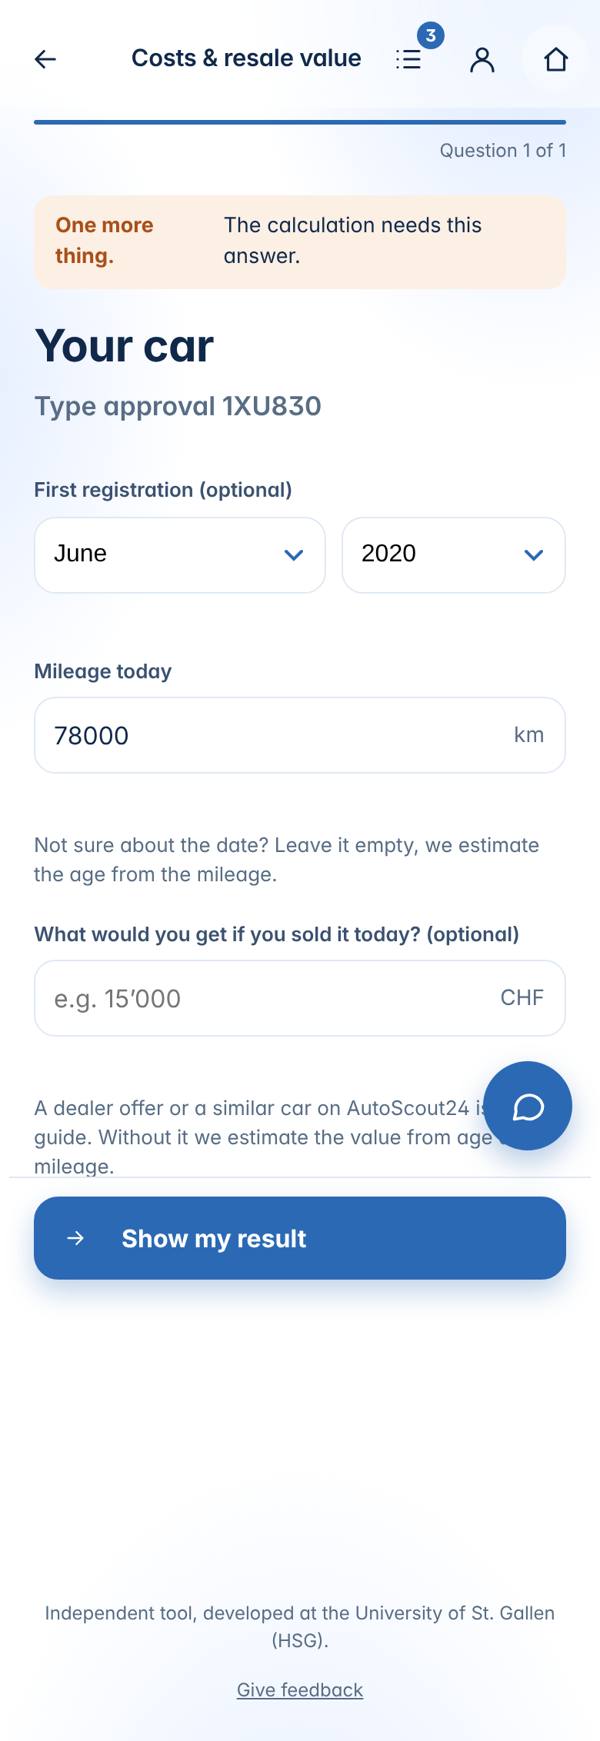 Costs & resale value
3
Question 1 of 1
One more
thing.
The calculation needs this
answer.
Your car
Type approval 1XU830
First registration (optional)
June
2020
Mileage today
78000
km
Not sure about the date? Leave it empty, we estimate
the age from the mileage.
What would you get if you sold it today? (optional)
e.g. 15’000
CHF
A dealer offer or a similar car on AutoScout24
guide. Without it we estimate the value from age
mileage.
Show my result
Independent tool, developed at the University of St. Gallen
(HSG).
Give feedback